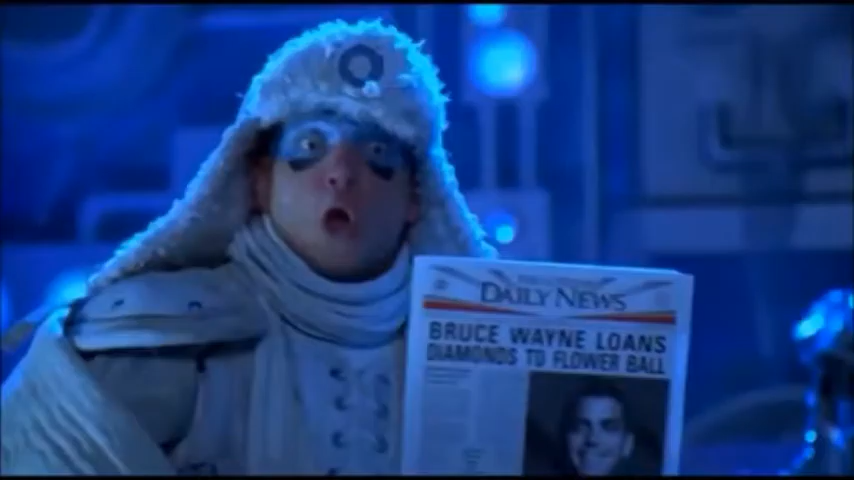 DAILY NEWS
BRUCE WAYNE LOANS
DIAMONDS TO FLOWER BALL